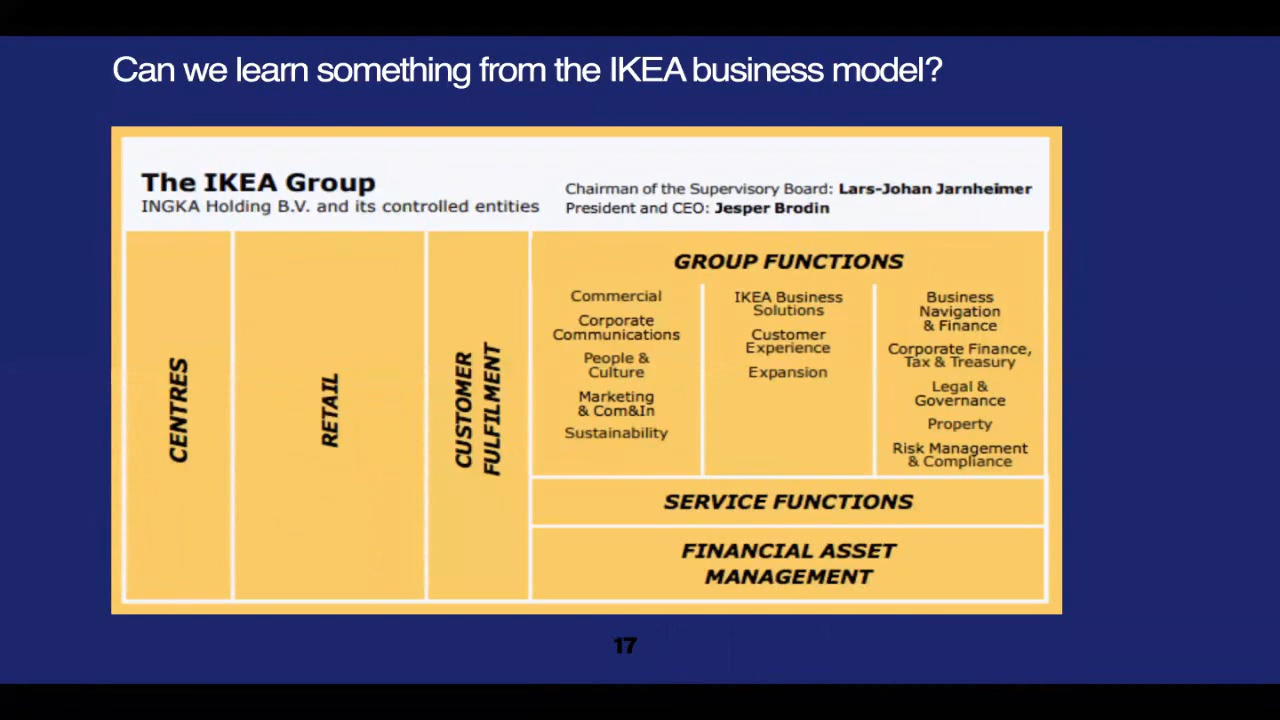 Can we learn something from the IKEA business model?
The IKEA Group
INGKA Holding B.V. and its controlled entities
Chairman of the Supervisory Board: Lars-Johan Jarnheimer
President and CEO: Jesper Brodin
CENTRES
RETAIL
CUSTOMER
FULFILMENT
GROUP FUNCTIONS
Commercial
Corporate
Communications
People &
Culture
Marketing
& Com&In
Sustainability
IKEA Business
Solutions
Customer
Experience
Expansion
Business
Navigation
& Finance
Corporate Finance,
Tax & Treasury
Legal &
Governance
Property
Risk Management
& Compliance
SERVICE FUNCTIONS
FINANCIAL ASSET
MANAGEMENT
17